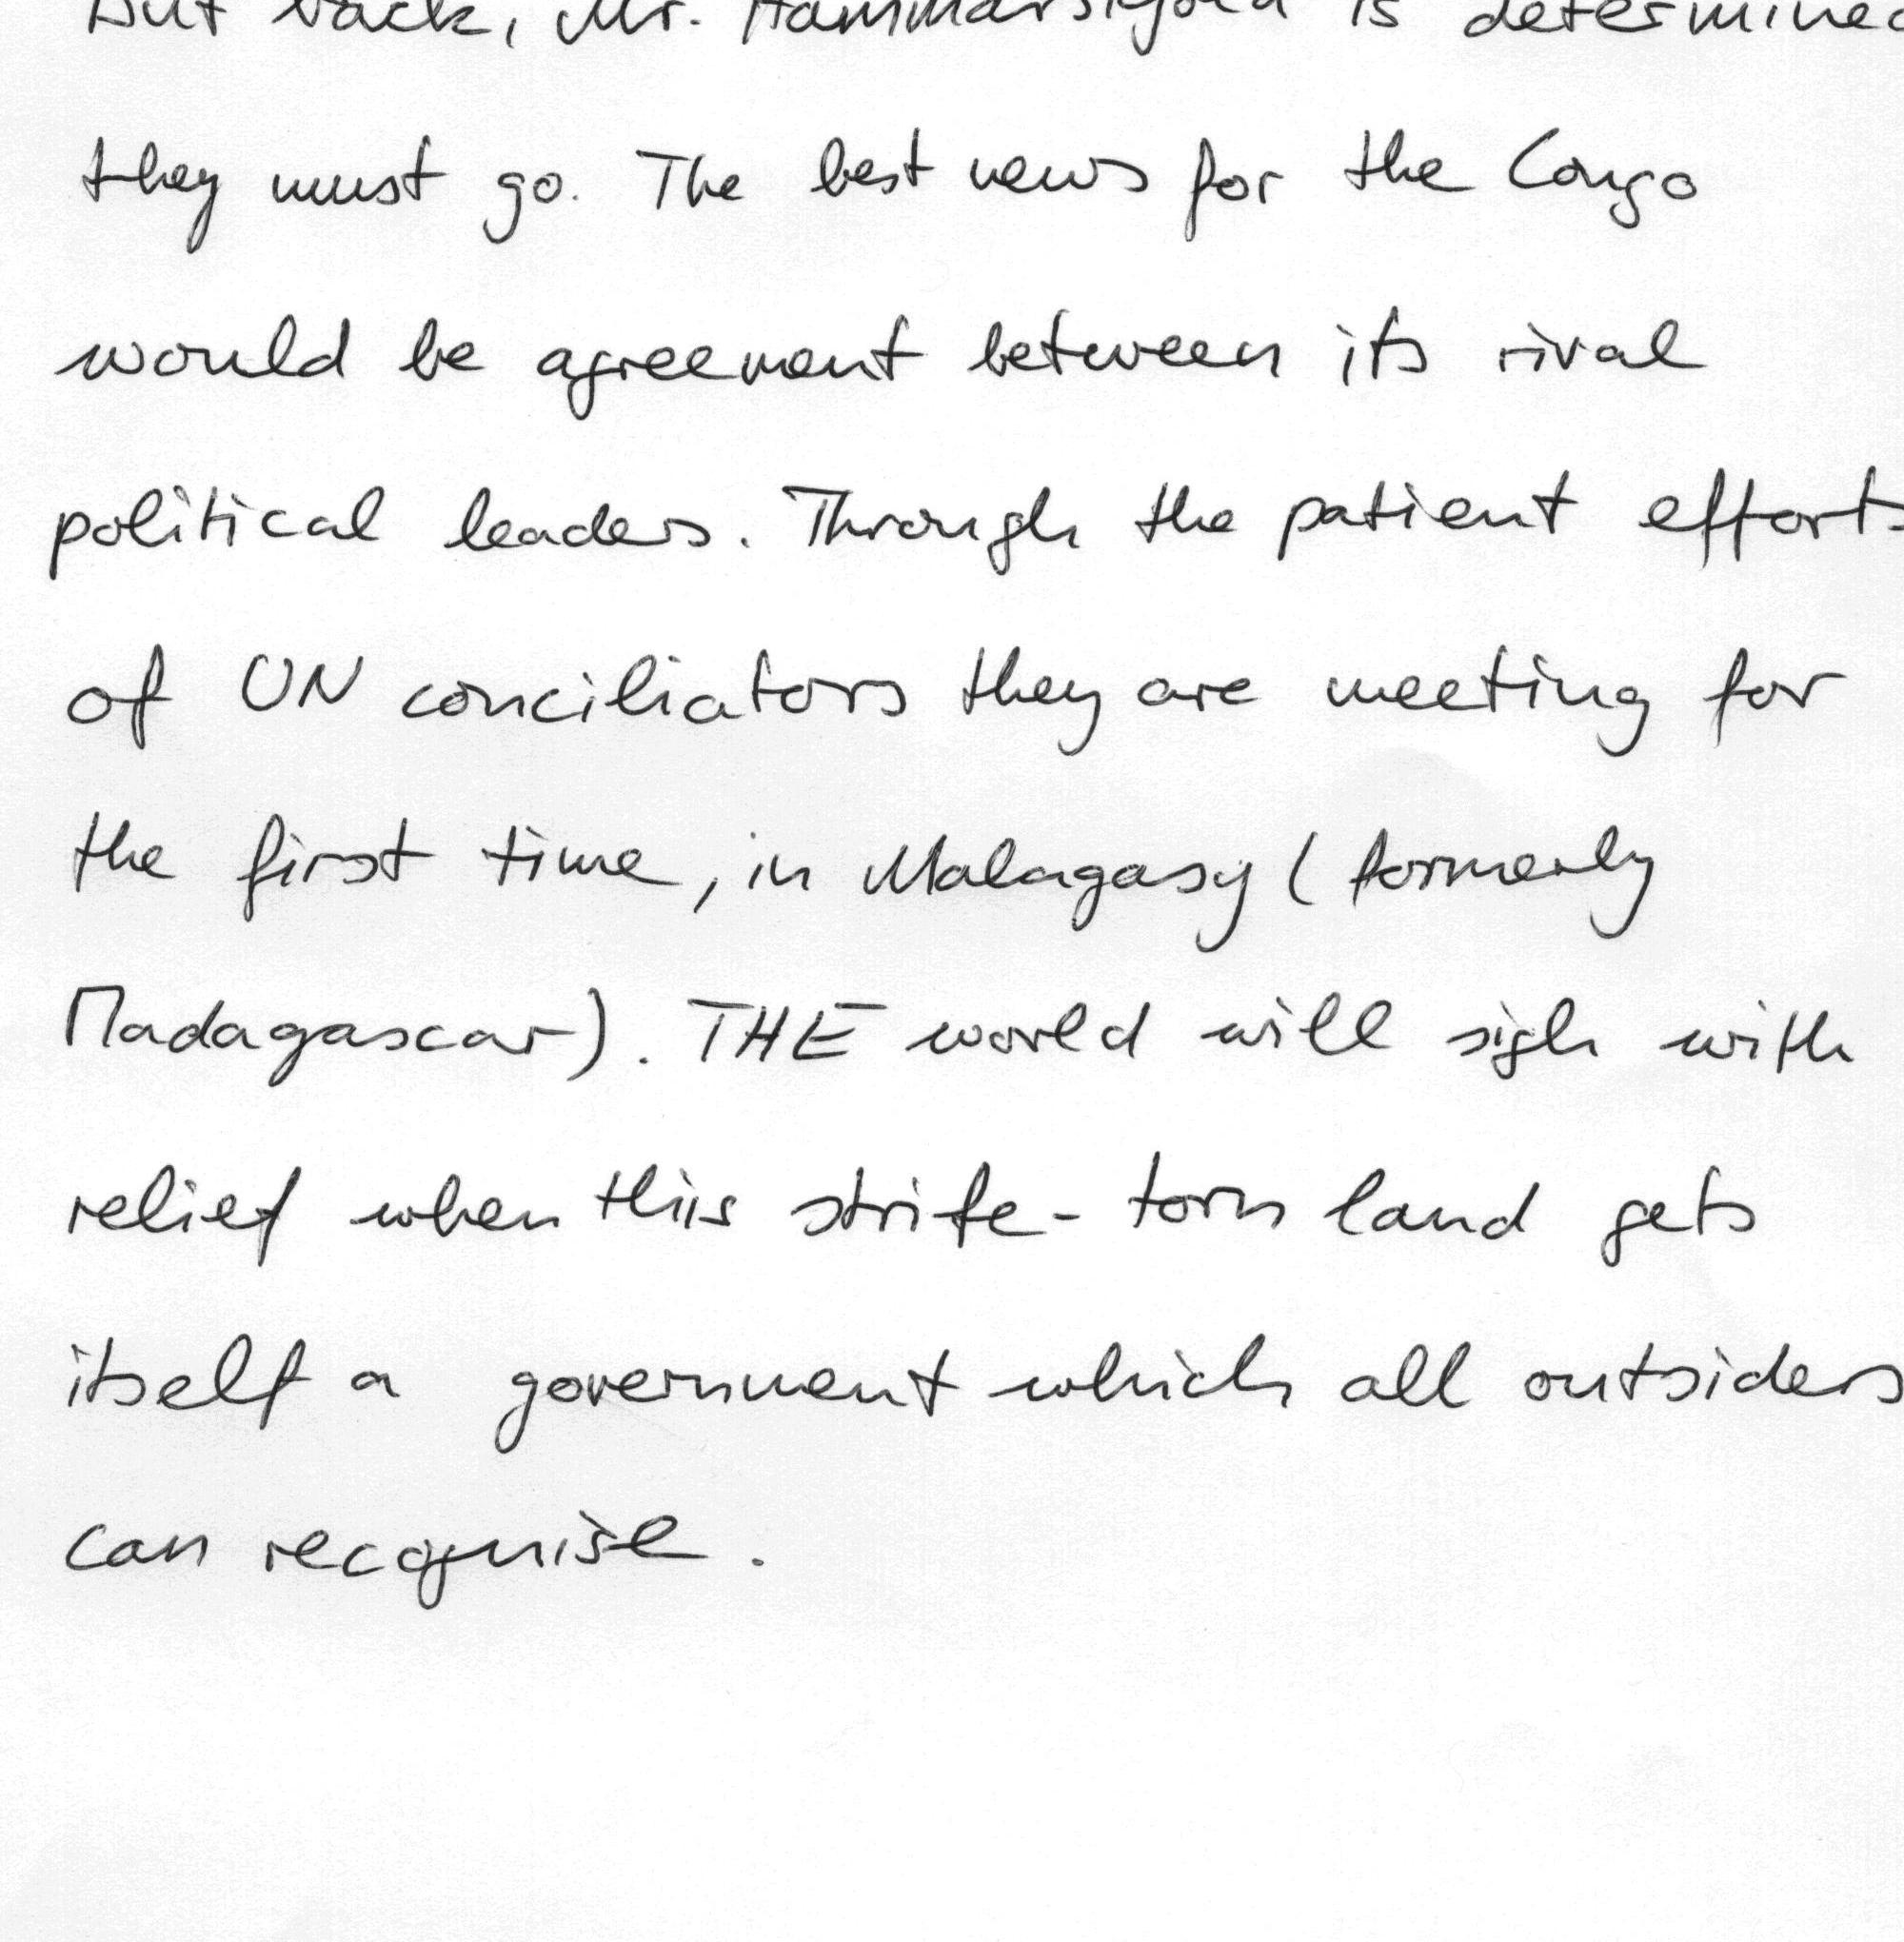 But back, Mr. Hammarskjold is determined
they must go. The best news for the Congo
would be agreement between its rival
political leaders. Through the patient efforts
of UN conciliators they are meeting for
the first time, in Malagasy (formerly
Madagascar). THE world will sigh with
relief when this strife-torn land gets
itself a government which all outsiders
can recognise.